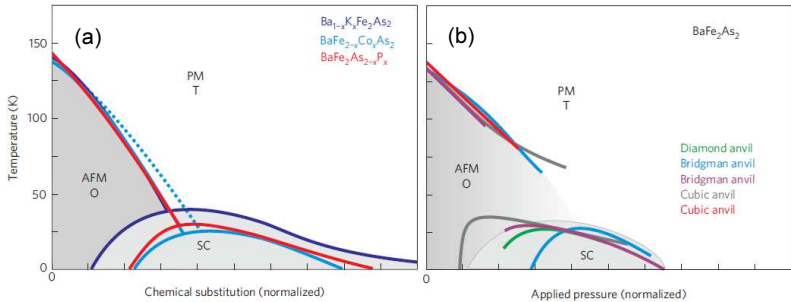 (a)
Ba1-xKxFe2As2
BaFe2-xCoxAs2
BaFe2As2-xPx
150
100
50
0
Temperature (K)
PM
T
AFM
O
SC
Chemical substitution (normalized)
(b)
BaFe2As2
PM
T
AFM
O
Diamond anvil
Bridgman anvil
Bridgman anvil
Cubic anvil
Cubic anvil
SC
0
Applied pressure (normalized)